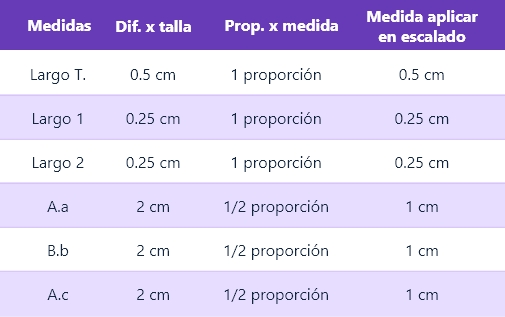 Medidas Dif. x talla Prop. x medida Medida aplicar en escalado
Largo T. 0.5 cm 1 proporción 0.5 cm
Largo 1 0.25 cm 1 proporción 0.25 cm
Largo 2 0.25 cm 1 proporción 0.25 cm
A.a 2 cm 1/2 proporción 1 cm
B.b 2 cm 1/2 proporción 1 cm
A.c 2 cm 1/2 proporción 1 cm